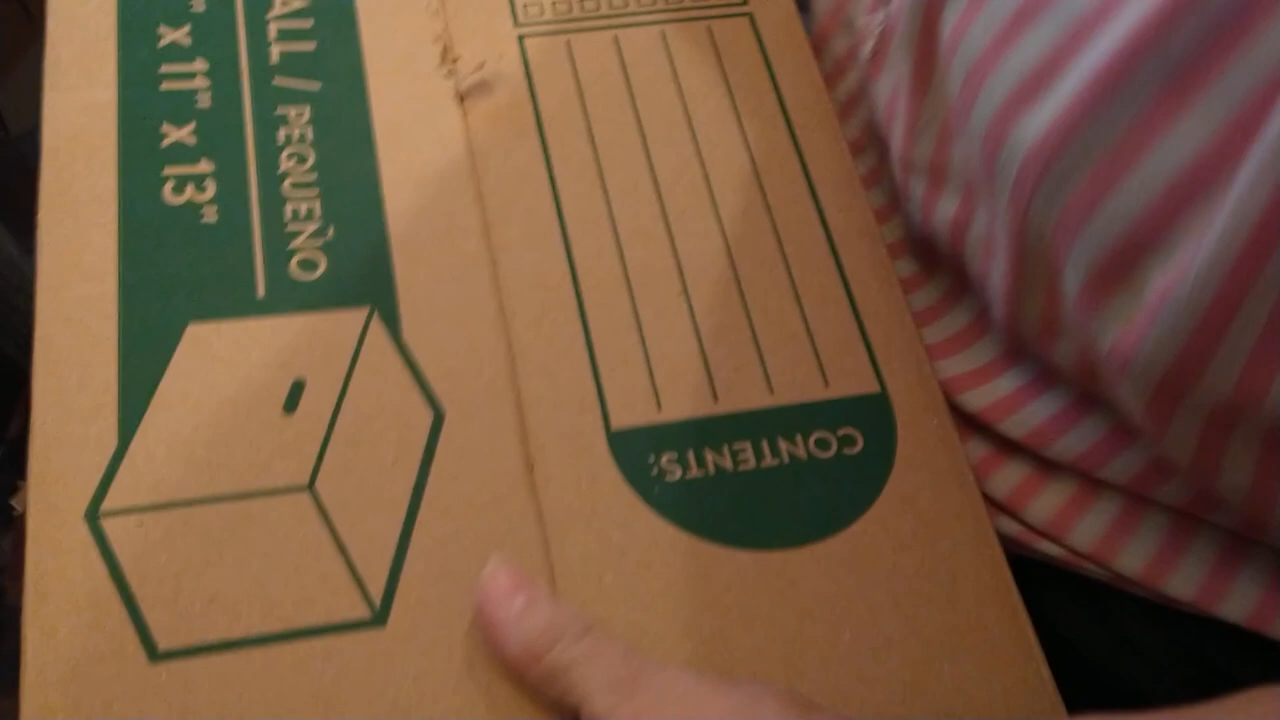 ALL / PEQUEÑO
" x 11" x 13"
CONTENTS: